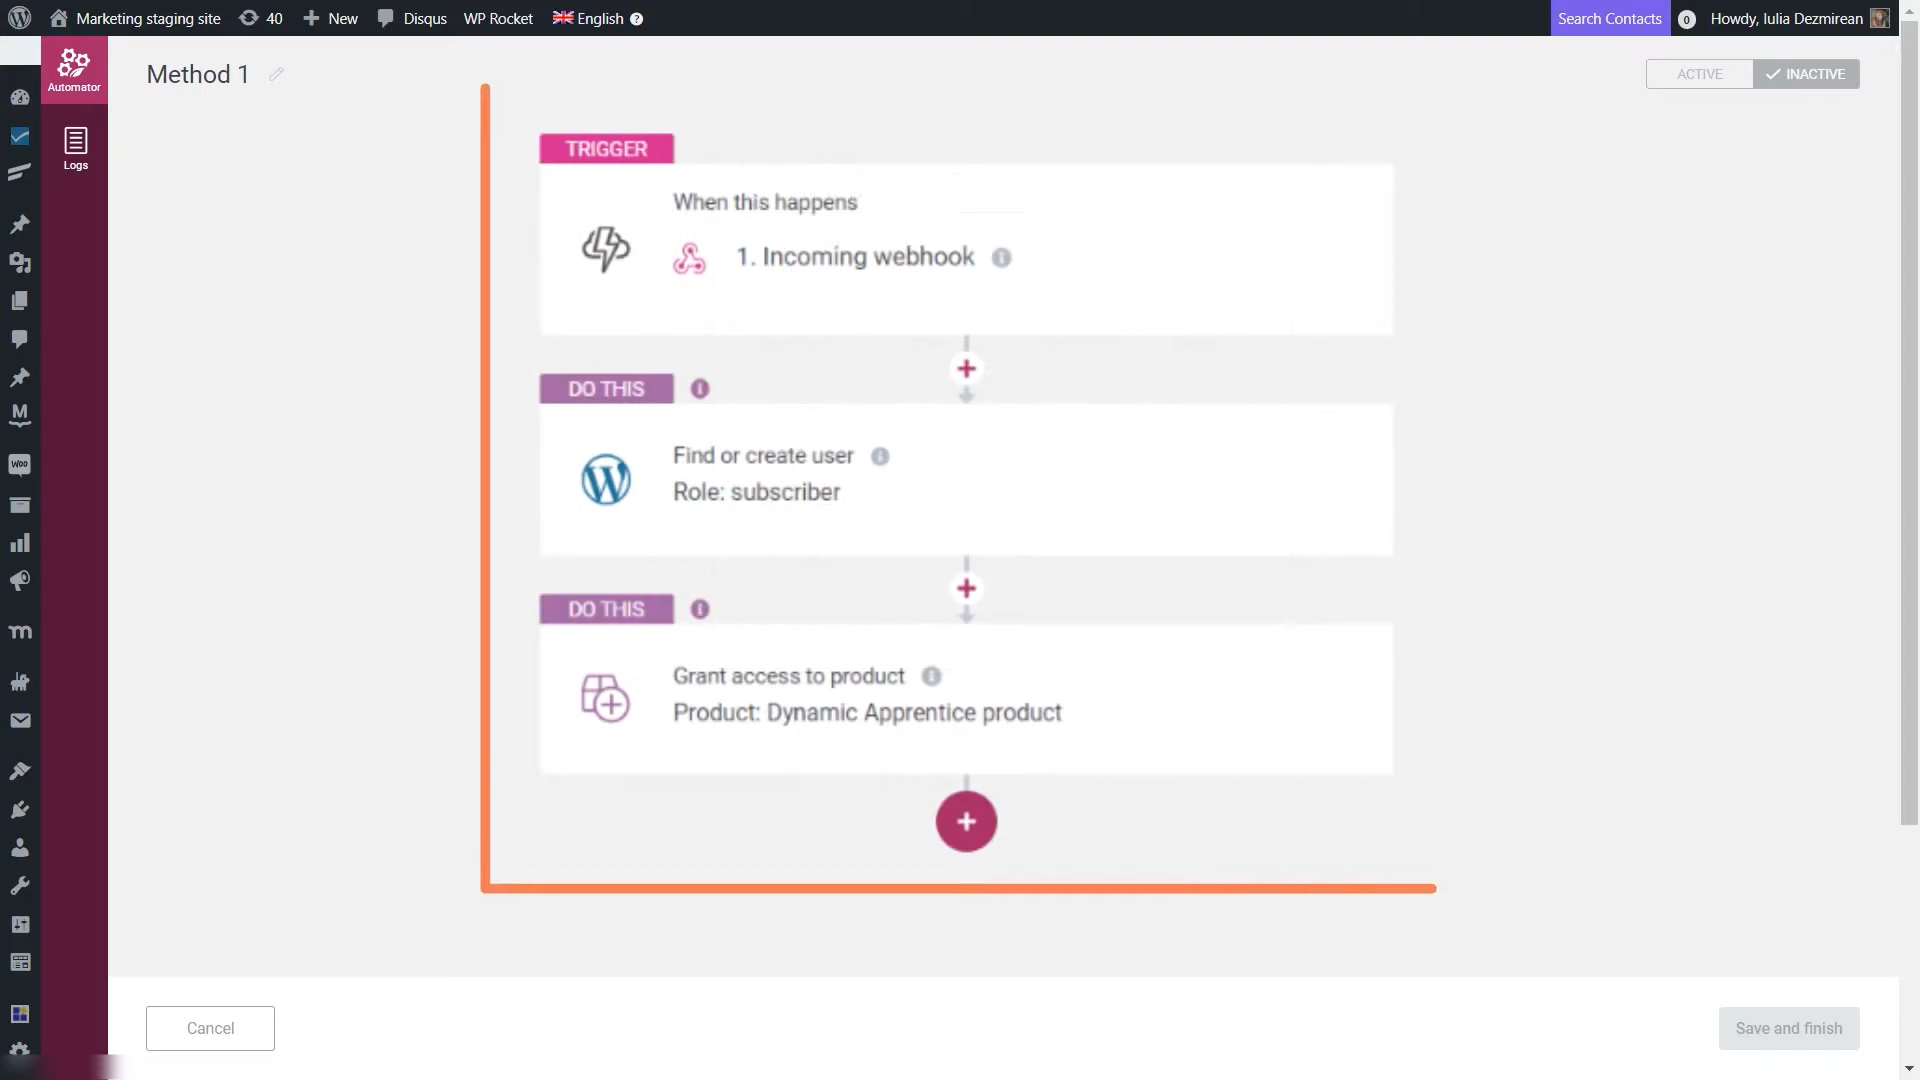 Marketing staging site 40 New Disqus WP Rocket English ? Search Contacts 0 Howdy, Iulia Dezmirean
Automator
Logs
Method 1
ACTIVE INACTIVE
TRIGGER
When this happens
1. Incoming webhook
DO THIS
Find or create user
Role: subscriber
DO THIS
Grant access to product
Product: Dynamic Apprentice product
Woo
Cancel
Save and finish